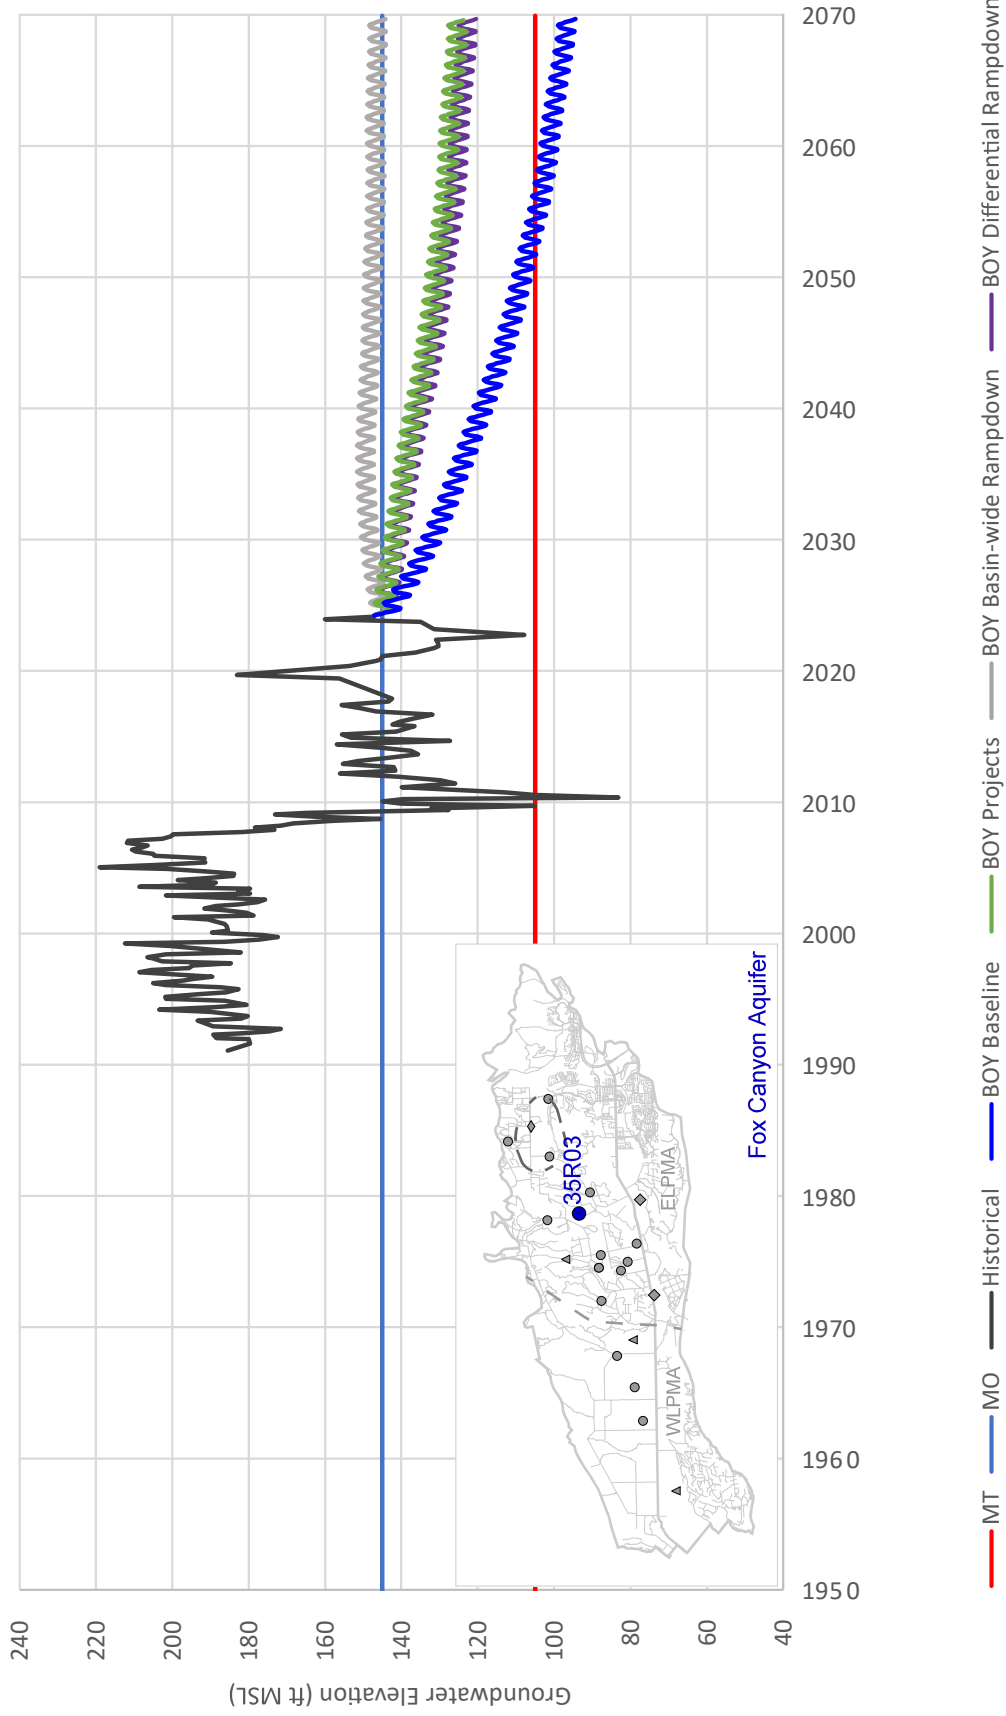 Groundwater Elevation (ft MSL)
240
220
200
180
160
140
120
100
80
60
40
1950
1960
1970
1980
1990
2000
2010
2020
2030
2040
2050
2060
2070
35R03
WLPMA
ELPMA
Fox Canyon Aquifer
MT
MO
Historical
BOY Baseline
BOY Projects
BOY Basin-wide Rampdown
BOY Differential Rampdown